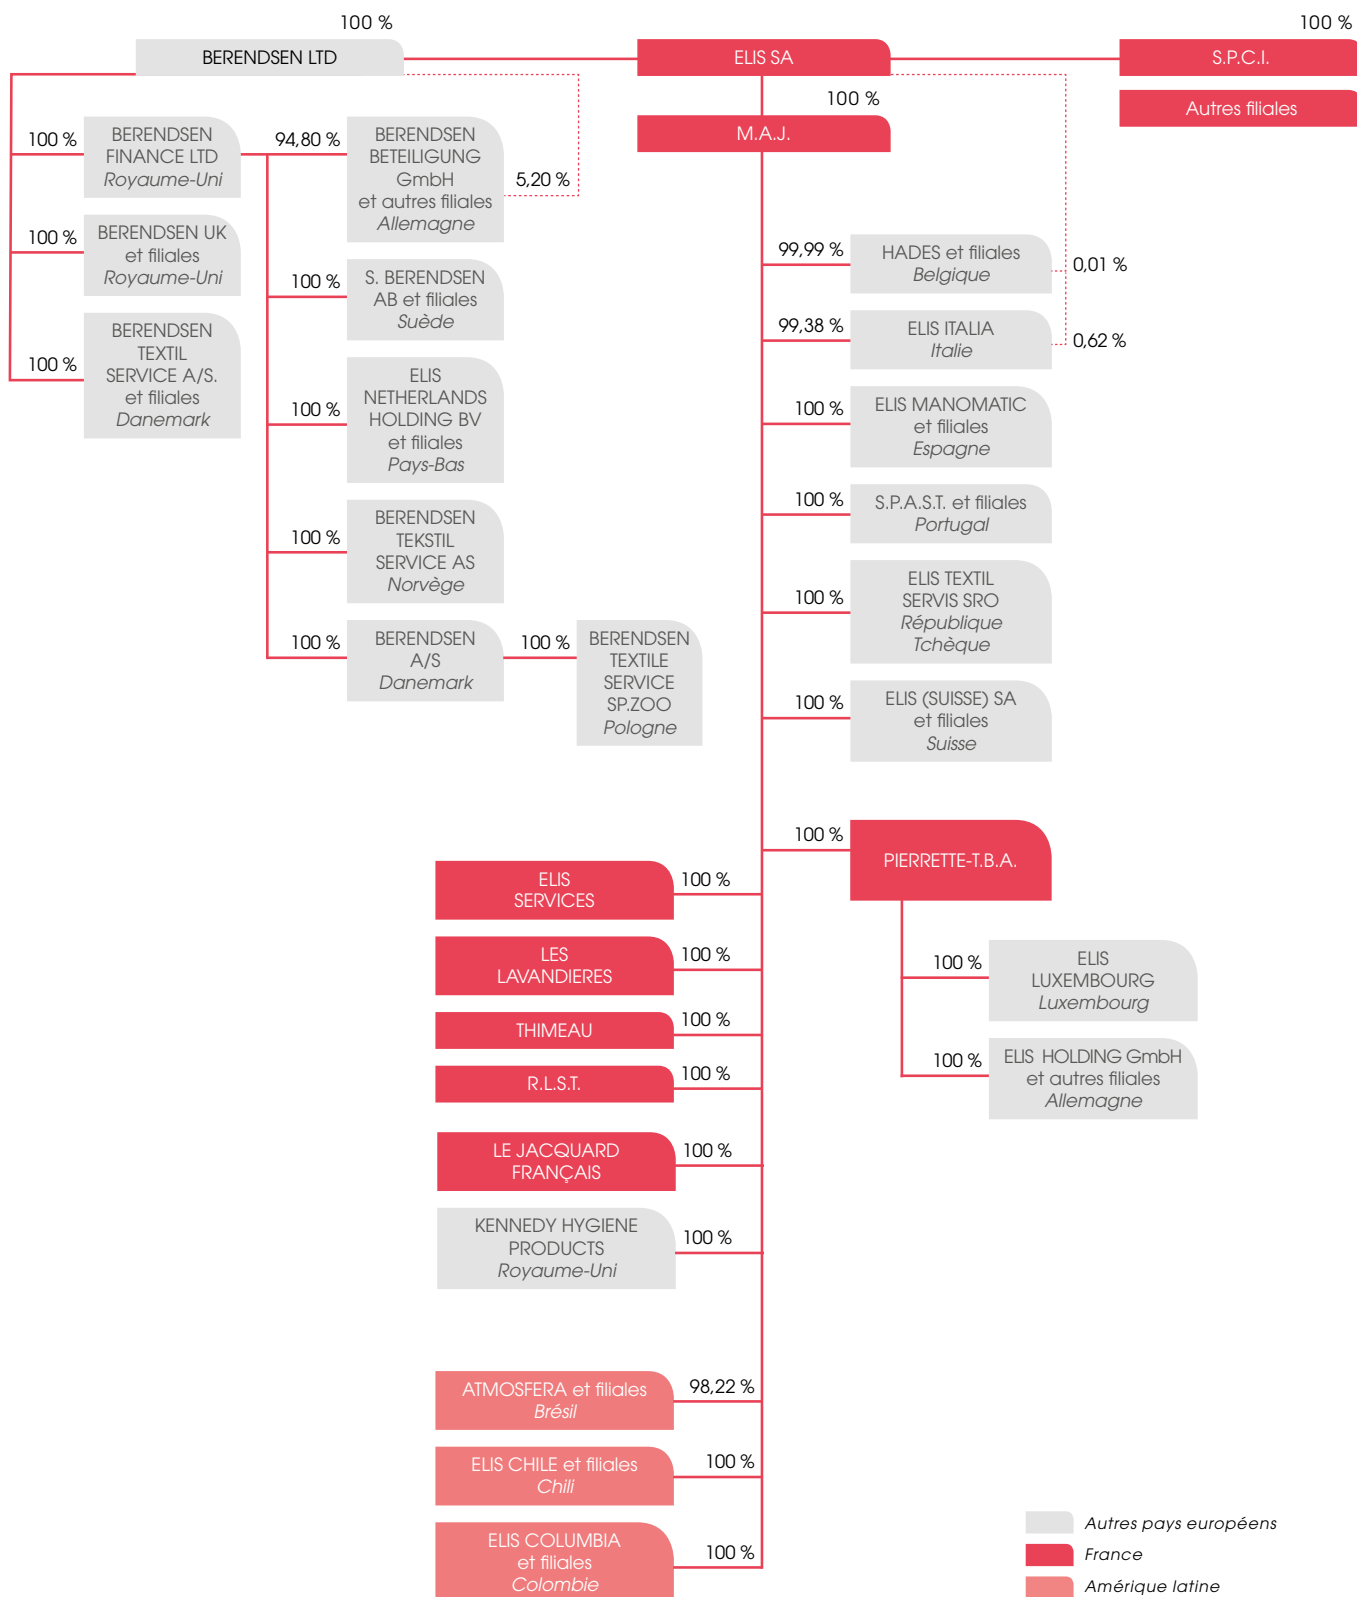 100 %
BERENDSEN LTD
ELIS SA
100 %
S.P.C.I.
Autres filiales
100 %
M.A.J.
100 %
BERENDSEN
FINANCE LTD
Royaume-Uni
100 %
BERENDSEN UK
et filiales
Royaume-Uni
100 %
BERENDSEN
TEXTIL
SERVICE A/S.
et filiales
Danemark
94,80 %
BERENDSEN
BETEILIGUNG
GmbH
et autres filiales
Allemagne
5,20 %
100 %
S. BERENDSEN
AB et filiales
Suède
100 %
ELIS
NETHERLANDS
HOLDING BV
et filiales
Pays-Bas
100 %
BERENDSEN
TEKSTIL
SERVICE AS
Norvège
100 %
BERENDSEN
A/S
Danemark
100 %
BERENDSEN
TEXTILE
SERVICE
SP.ZOO
Pologne
99,99 %
HADES et filiales
Belgique
0,01 %
99,38 %
ELIS ITALIA
Italie
0,62 %
100 %
ELIS MANOMATIC
et filiales
Espagne
100 %
S.P.A.S.T. et filiales
Portugal
100 %
ELIS TEXTIL
SERVIS SRO
République
Tchèque
100 %
ELIS (SUISSE) SA
et filiales
Suisse
100 %
PIERRETTE-T.B.A.
100 %
ELIS
LUXEMBOURG
Luxembourg
100 %
ELIS HOLDING GmbH
et autres filiales
Allemagne
ELIS
SERVICES
100 %
LES
LAVANDIERES
100 %
THIMEAU
100 %
R.L.S.T.
100 %
LE JACQUARD
FRANÇAIS
100 %
KENNEDY HYGIENE
PRODUCTS
Royaume-Uni
100 %
ATMOSFERA et filiales
Brésil
98,22 %
ELIS CHILE et filiales
Chili
100 %
ELIS COLUMBIA
et filiales
Colombie
100 %
Autres pays européens
France
Amérique latine